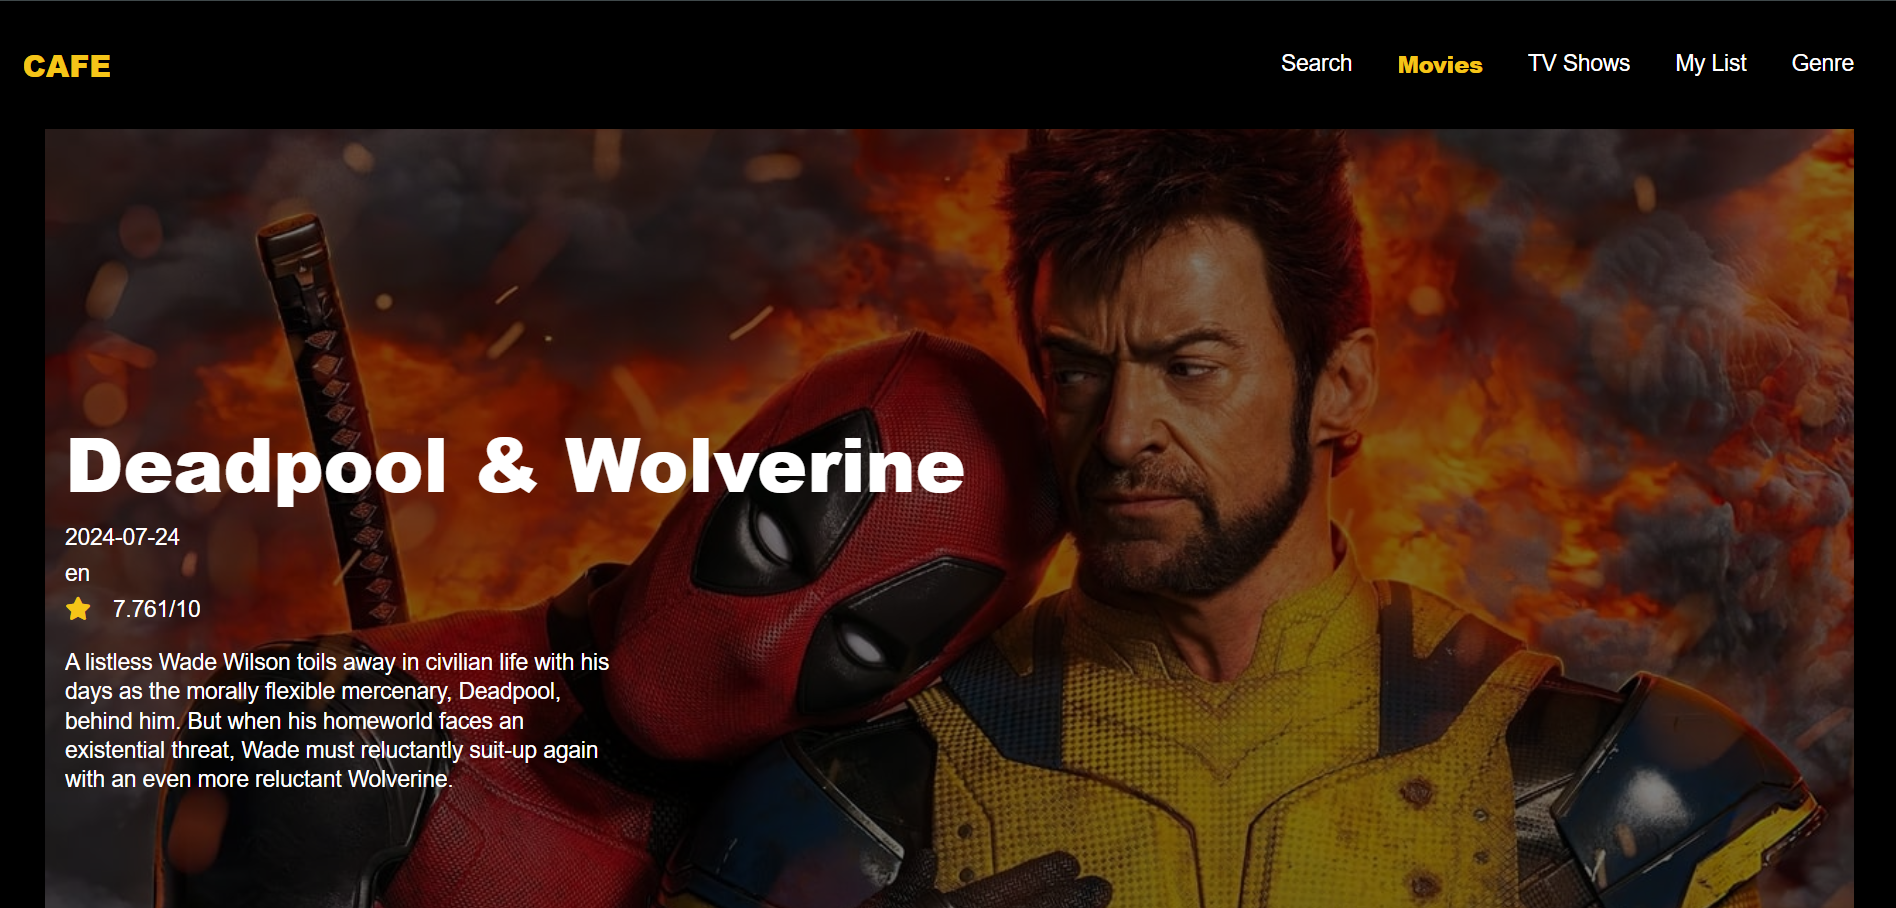 CAFE
Search
Movies
TV Shows
My List
Genre
Deadpool & Wolverine
2024-07-24
en
7.761/10
A listless Wade Wilson toils away in civilian life with his
days as the morally flexible mercenary, Deadpool,
behind him. But when his homeworld faces an
existential threat, Wade must reluctantly suit-up again
with an even more reluctant Wolverine.